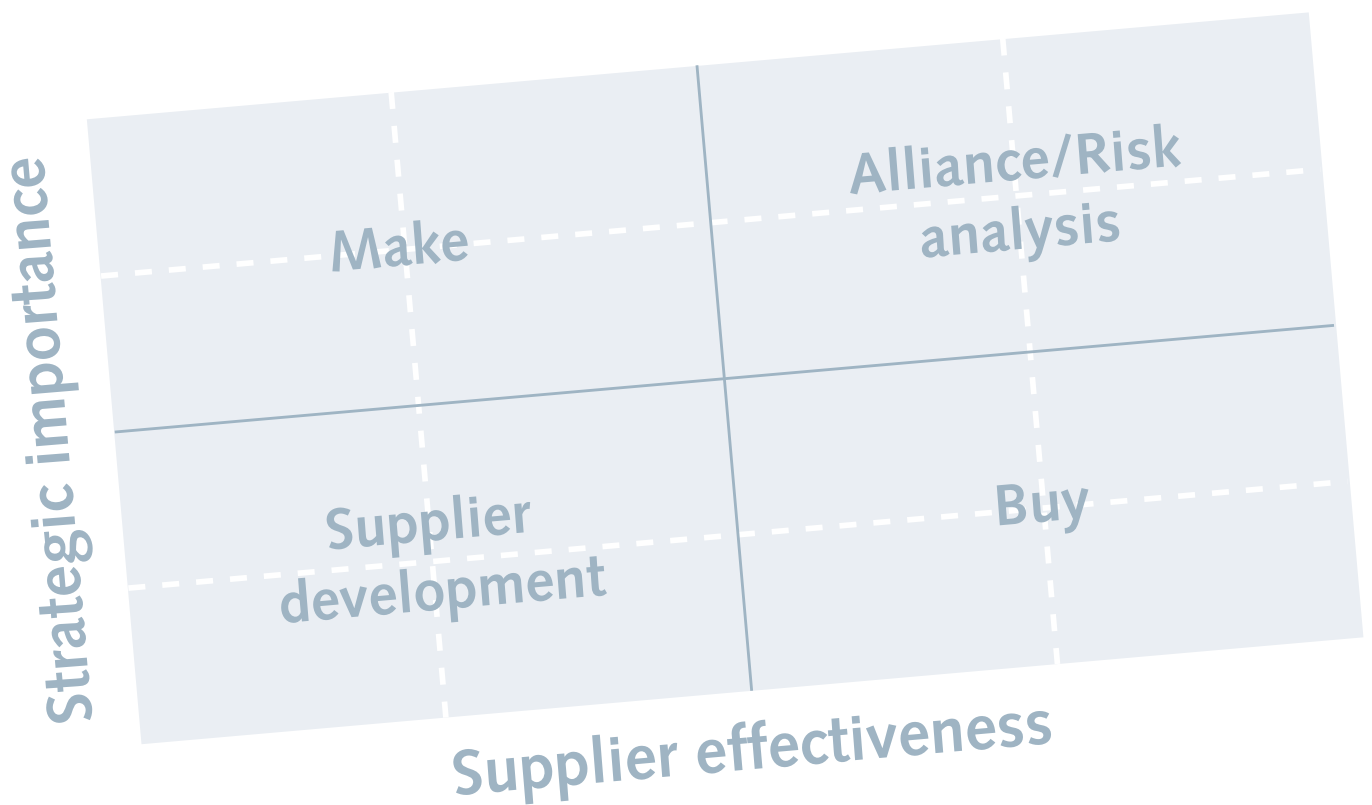 Strategic importance
Make
Alliance/Risk
analysis
Supplier
development
Buy
Supplier effectiveness